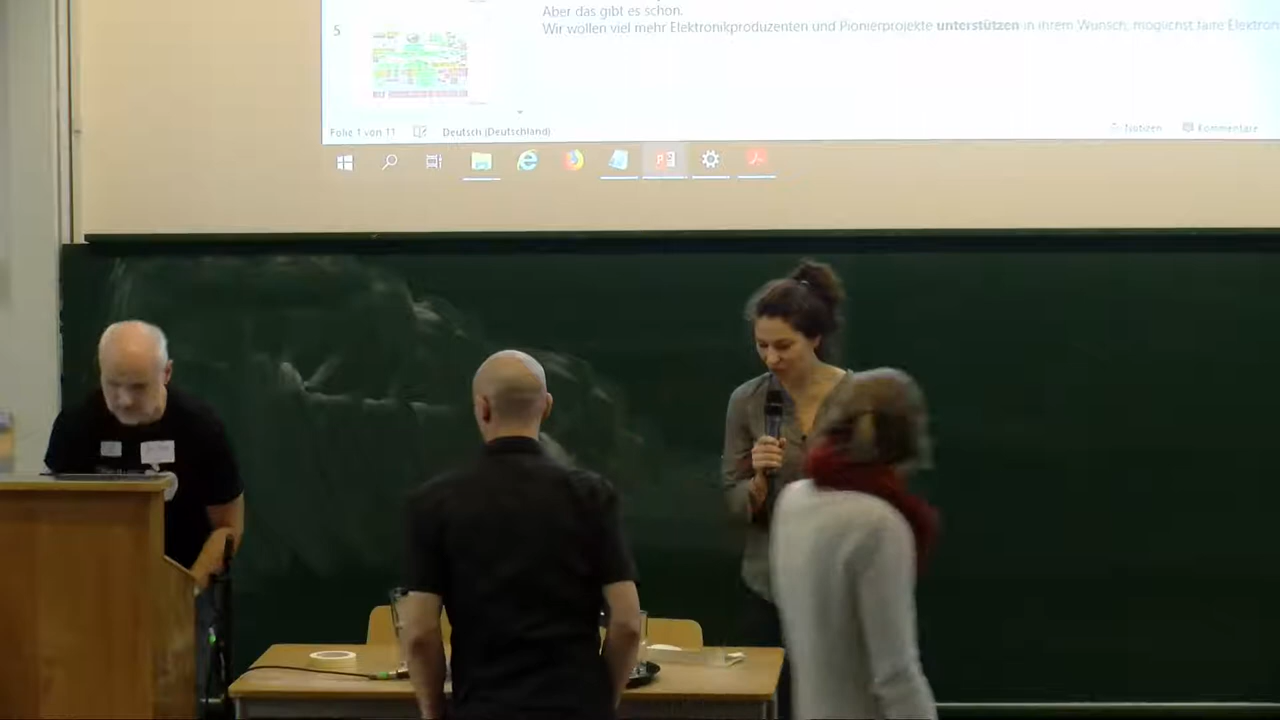 Aber das gibt es schon.
5
Wir wollen viel mehr Elektronikproduzenten und Pionierprojekte unterstützen in ihrem Wunsch, möglichst faire Elektron
Folie 1 von 11 Deutsch (Deutschland) Notizen Kommentare